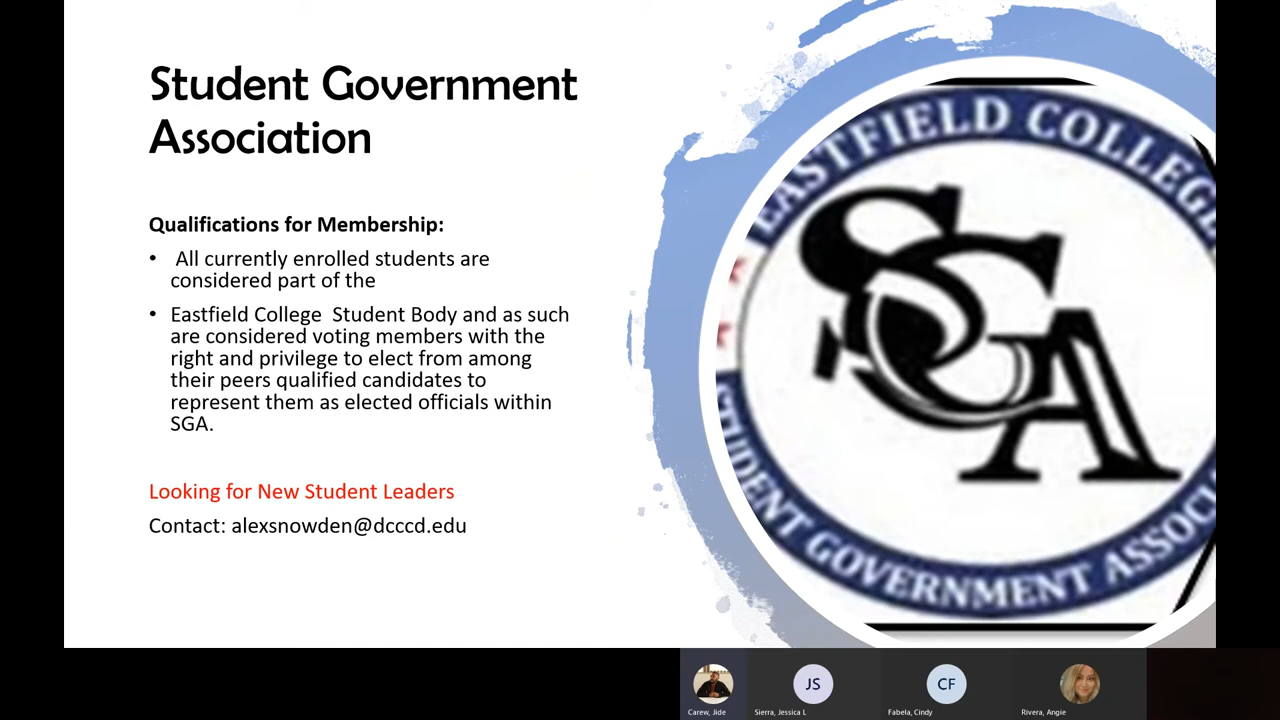 Student Government
Association
Qualifications for Membership:
• All currently enrolled students are
considered part of the
• Eastfield College Student Body and as such
are considered voting members with the
right and privilege to elect from among
their peers qualified candidates to
represent them as elected officials within
SGA.
Looking for New Student Leaders
Contact: alexsnowden@dcccd.edu
EASTFIELD COLLEGE
SGA
STUDENT GOVERNMENT ASSOCI
JS
CF
Carew, Jide
Sierra, Jessica L
Fabela, Cindy
Rivera, Angie